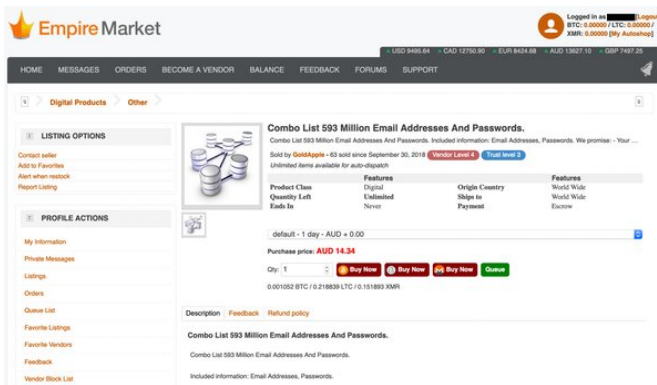 Empire Market
Logged in as [Logout
BTC: 0.00000 / LTC: 0.00000 /
XMR: 0.00000 [My Autoshop]
USD 9495.64 CAD 12750.90 EUR 8424.68 AUD 13627.10 GBP 7497.25
HOME MESSAGES ORDERS BECOME A VENDOR BALANCE FEEDBACK FORUMS SUPPORT
Digital Products Other
LISTING OPTIONS
Contact seller
Add to Favorites
Alert when restock
Report Listing
PROFILE ACTIONS
My Information
Private Messages
Listings
Orders
Queue List
Favorite Listings
Favorite Vendors
Feedback
Vendor Block List
Combo List 593 Million Email Addresses And Passwords.
Combo List 593 Million Email Addresses And Passwords. Included information: Email Addresses, Passwords. We promise: - Your ...
Sold by GoldApple - 63 sold since September 30, 2018 Vendor Level 4 Trust level 3
Unlimited items available for auto-dispatch
Features Features
Product Class Digital Origin Country World Wide
Quantity Left Unlimited Ships to World Wide
Ends In Never Payment Escrow
default - 1 day - AUD + 0.00
Purchase price: AUD 14.34
Qty: 1 Buy Now Buy Now Buy Now Queue
0.001052 BTC / 0.218839 LTC / 0.151893 XMR
Description Feedback Refund policy
Combo List 593 Million Email Addresses And Passwords.
Combo List 593 Million Email Addresses And Passwords.
Included information: Email Addresses, Passwords.